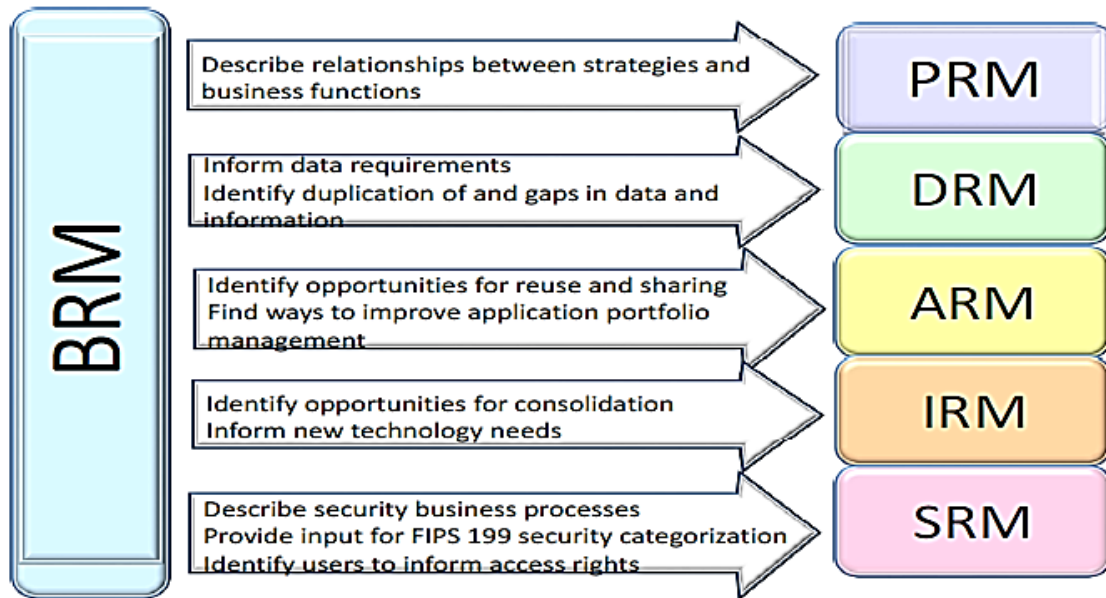 BRM
Describe relationships between strategies and
business functions
PRM
Inform data requirements
Identify duplication of and gaps in data and
information
DRM
Identify opportunities for reuse and sharing
Find ways to improve application portfolio
management
ARM
Identify opportunities for consolidation
Inform new technology needs
IRM
Describe security business processes
Provide input for FIPS 199 security categorization
Identify users to inform access rights
SRM